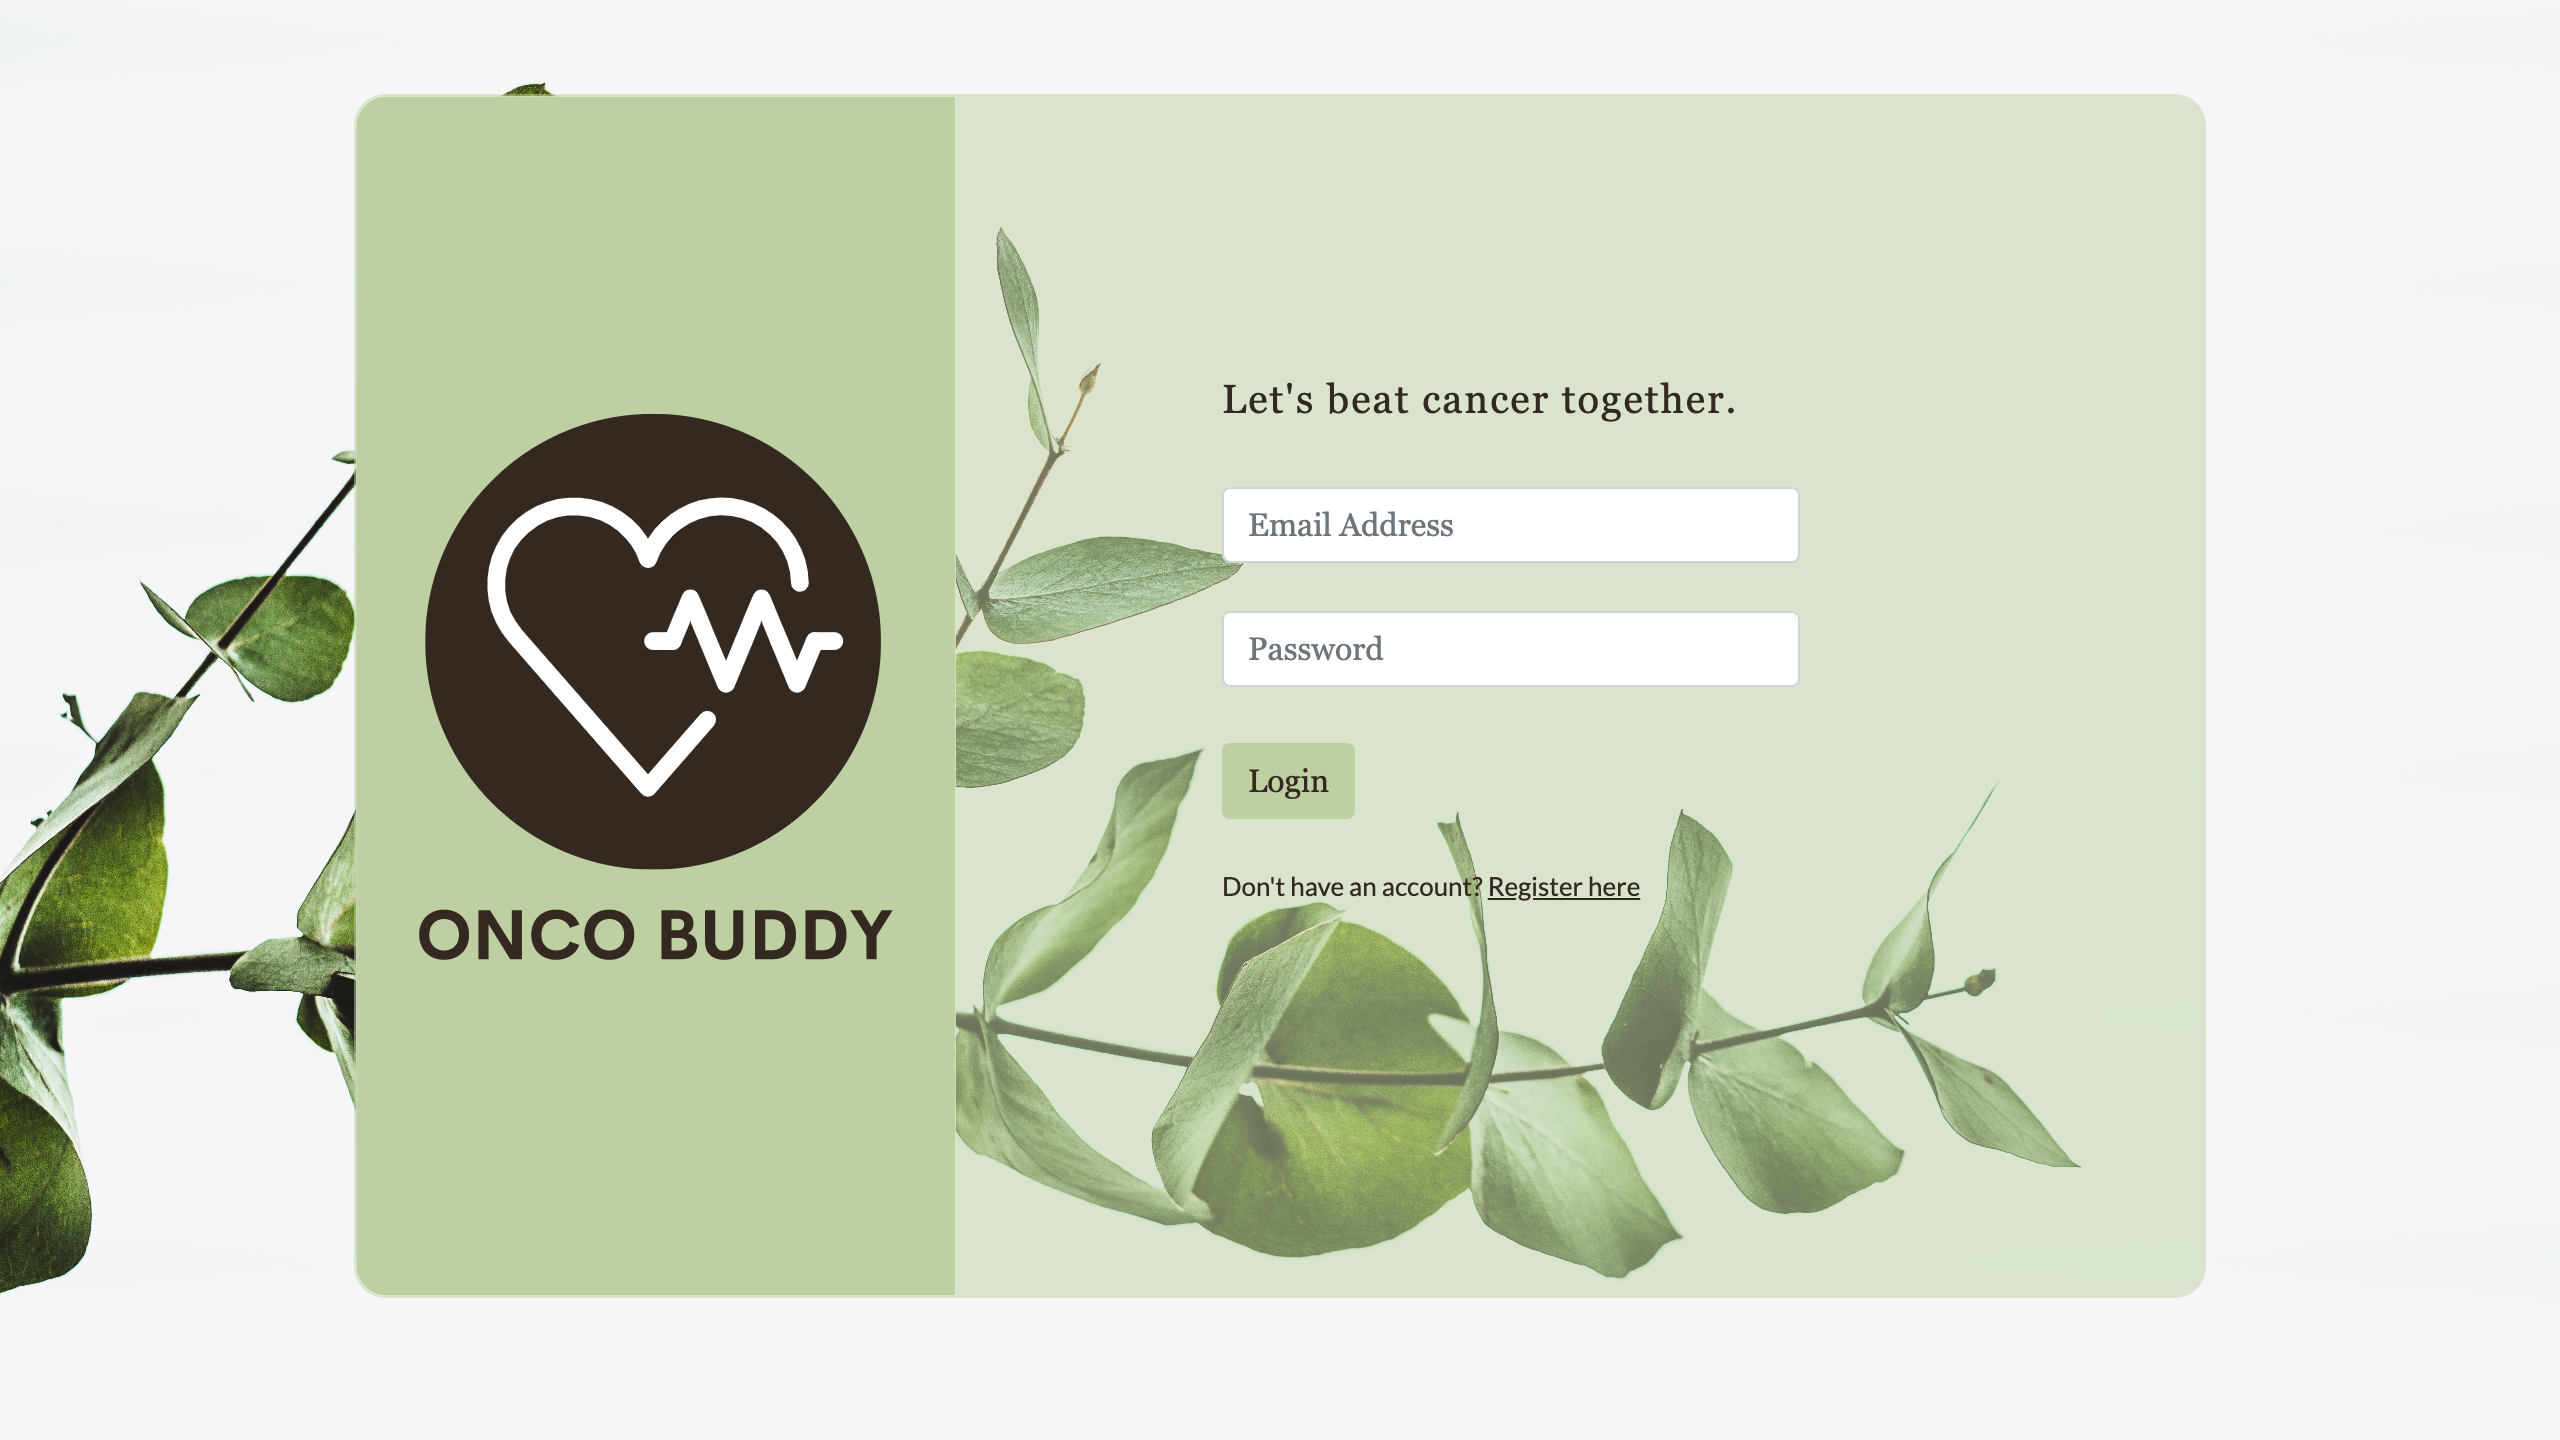 ONCO BUDDY
Let's beat cancer together.
Email Address
Password
Login
Don't have an account? Register here